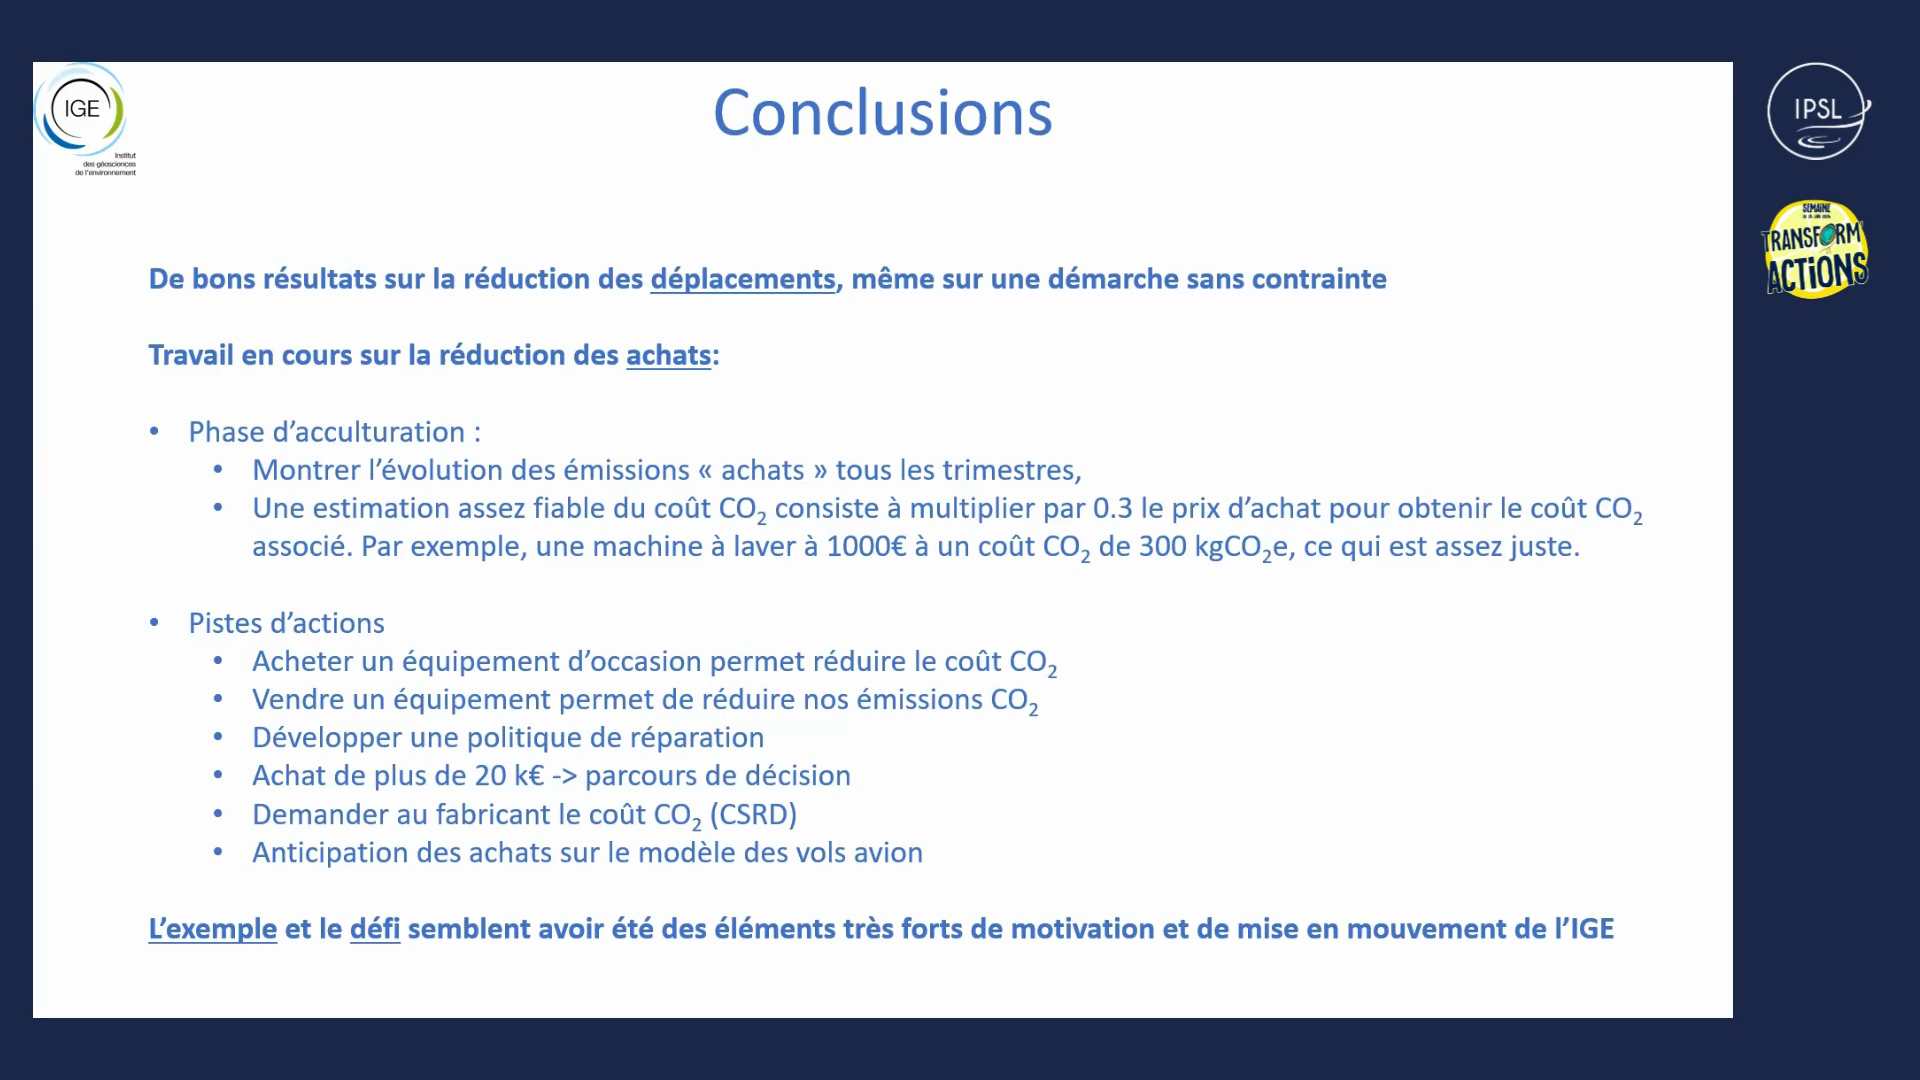 IGE
Institut
des géosciences
de l'environnement
Conclusions
IPSL
SEMAINE
TRANSFORM'
ACTiONS
De bons résultats sur la réduction des déplacements, même sur une démarche sans contrainte
Travail en cours sur la réduction des achats:
• Phase d’acculturation :
• Montrer l’évolution des émissions « achats » tous les trimestres,
• Une estimation assez fiable du coût CO₂ consiste à multiplier par 0.3 le prix d’achat pour obtenir le coût CO₂
associé. Par exemple, une machine à laver à 1000€ à un coût CO₂ de 300 kgCO₂e, ce qui est assez juste.
• Pistes d’actions
• Acheter un équipement d’occasion permet réduire le coût CO₂
• Vendre un équipement permet de réduire nos émissions CO₂
• Développer une politique de réparation
• Achat de plus de 20 k€ -> parcours de décision
• Demander au fabricant le coût CO₂ (CSRD)
• Anticipation des achats sur le modèle des vols avion
L’exemple et le défi semblent avoir été des éléments très forts de motivation et de mise en mouvement de l’IGE